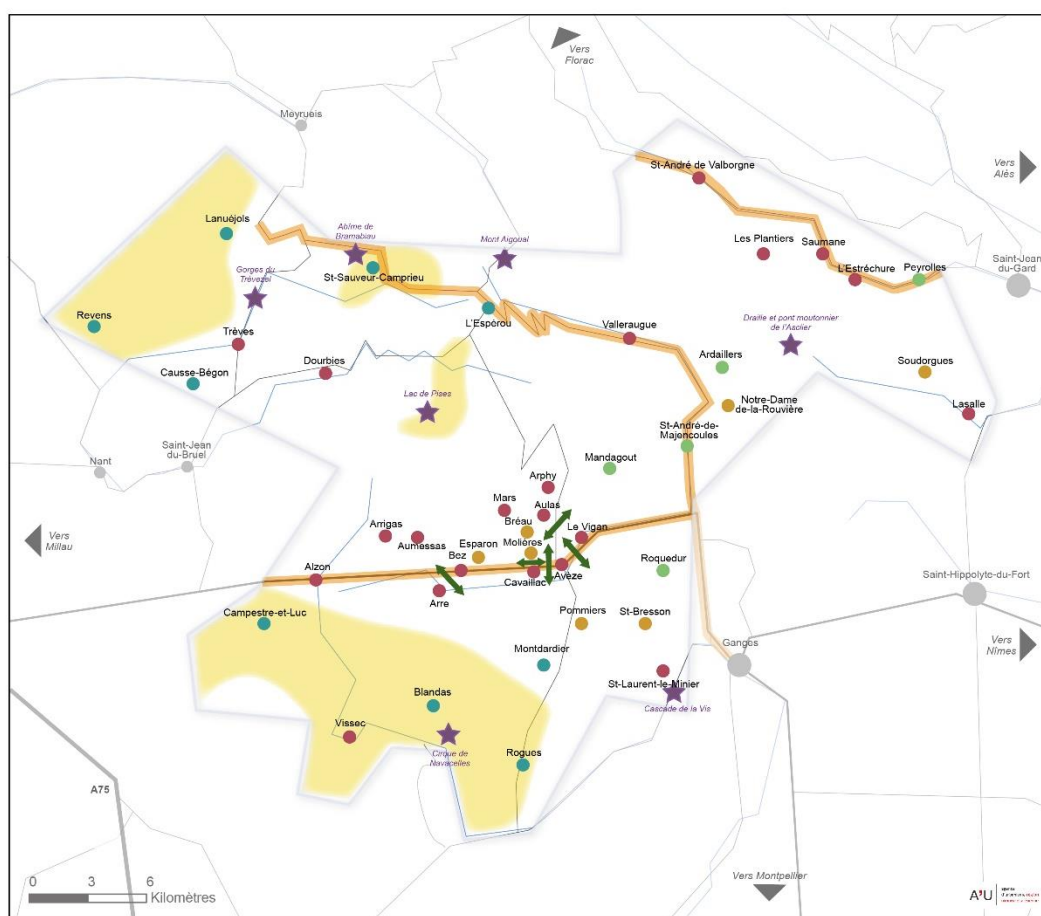 Vers
Florac
Meyrueis
St-André de Valborgne
Vers
Alès
Lanuéjols
Abîme de
Bramabiau
Mont Aigoual
Les Plantiers
Saumane
St-Sauveur-Camprieu
L'Estréchure
Peyrolles
Saint-Jean
du-Gard
Gorges du
Trévezel
Revens
L'Espérou
Draille et pont moutonnier
de l'Asclier
Trèves
Valleraugue
Ardaillers
Soudorgues
Causse-Bégon
Dourbies
Lac de Pises
Notre-Dame
de-la-Rouvière
Lasalle
St-André-de-
Majencoules
Saint-Jean
du-Bruel
Nant
Mandagout
Arphy
Mars
Aulas
Bréau
Le Vigan
Vers
Millau
Arrigas
Aumessas
Esparon
Molières
Bez
Roquedur
Alzon
Cavaillac
Avèze
Arre
Saint-Hippolyte-du-Fort
Campestre-et-Luc
Pommiers
St-Bresson
Ganges
Vers
Nîmes
Montdardier
St-Laurent-le-Minier
Blandas
Cascade de la Vis
Vissec
Cirque de
Navacelles
Rogues
A75
Vers Montpellier
0 3 6
Kilomètres
A'U